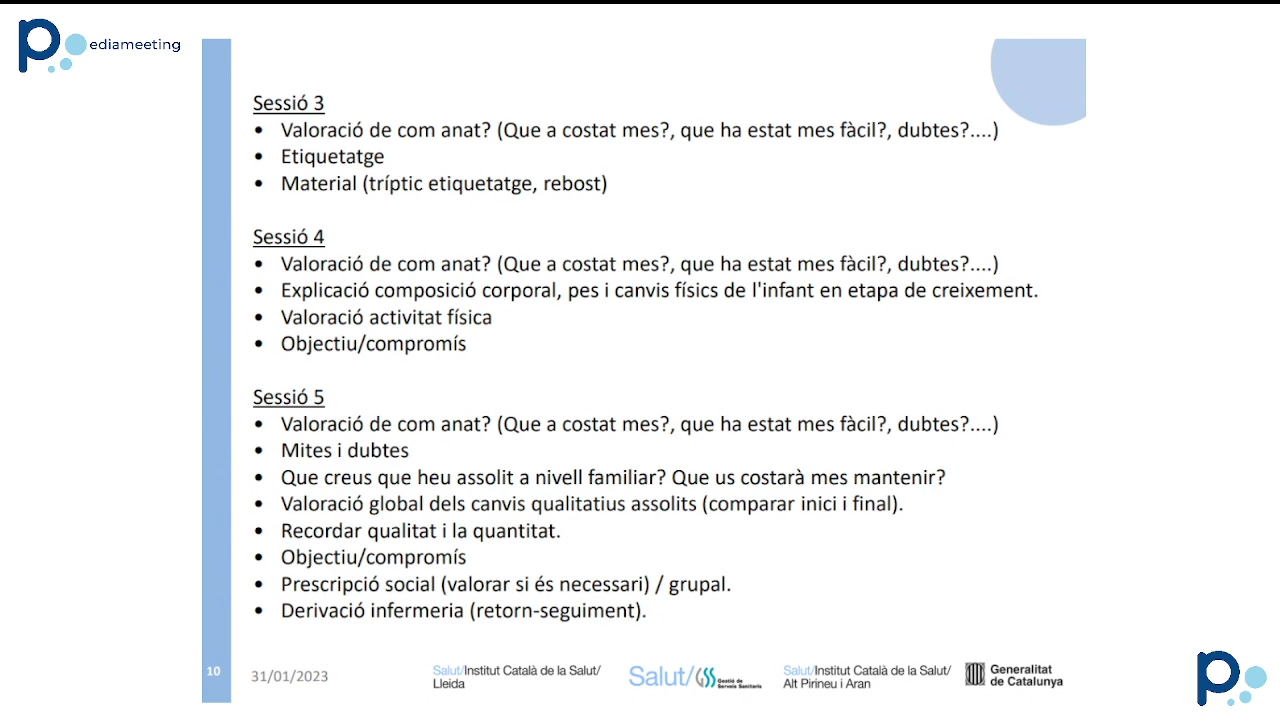 Pediameeting
Sessió 3
• Valoració de com anat? (Que a costat mes?, que ha estat mes fàcil?, dubtes?....)
• Etiquetatge
• Material (tríptic etiquetatge, rebost)
Sessió 4
• Valoració de com anat? (Que a costat mes?, que ha estat mes fàcil?, dubtes?....)
• Explicació composició corporal, pes i canvis físics de l'infant en etapa de creixement.
• Valoració activitat física
• Objectiu/compromís
Sessió 5
• Valoració de com anat? (Que a costat mes?, que ha estat mes fàcil?, dubtes?....)
• Mites i dubtes
• Que creus que heu assolit a nivell familiar? Que us costarà mes mantenir?
• Valoració global dels canvis qualitatius assolits (comparar inici i final).
• Recordar qualitat i la quantitat.
• Objectiu/compromís
• Prescripció social (valorar si és necessari) / grupal.
• Derivació infermeria (retorn-seguiment).
10
31/01/2023
Salut/Institut Català de la Salut/
Lleida
Salut/GSS Gestió de
Serveis Sanitaris
Salut/Institut Català de la Salut/
Alt Pirineu i Aran
Generalitat
de Catalunya
p